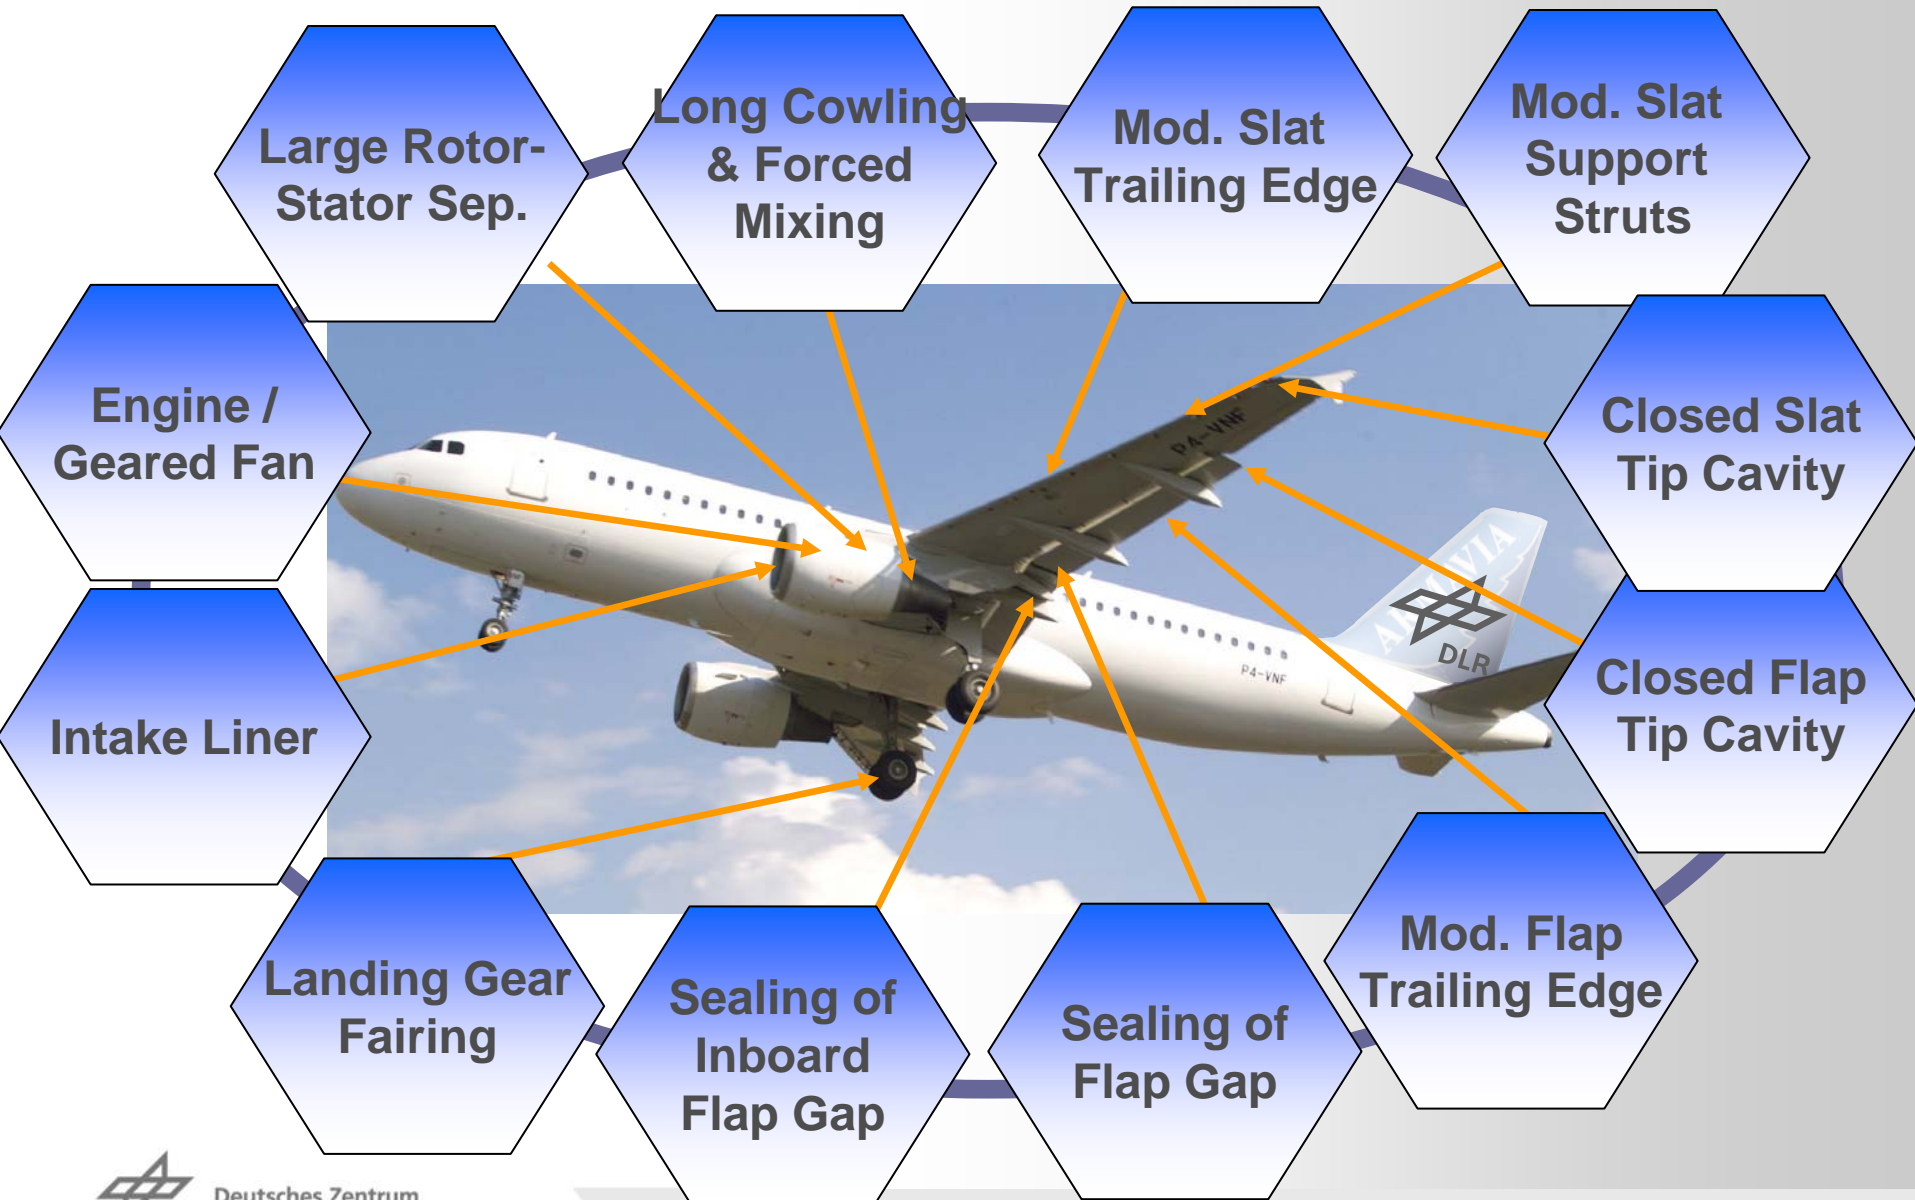 Large Rotor-
Stator Sep.
Long Cowling
& Forced
Mixing
Mod. Slat
Trailing Edge
Mod. Slat
Support
Struts
Engine /
Geared Fan
Closed Slat
Tip Cavity
P4-VNF
ARMAVIA
DLR
P4-VNF
Intake Liner
Closed Flap
Tip Cavity
Landing Gear
Fairing
Sealing of
Inboard
Flap Gap
Sealing of
Flap Gap
Mod. Flap
Trailing Edge
Deutsches Zentrum